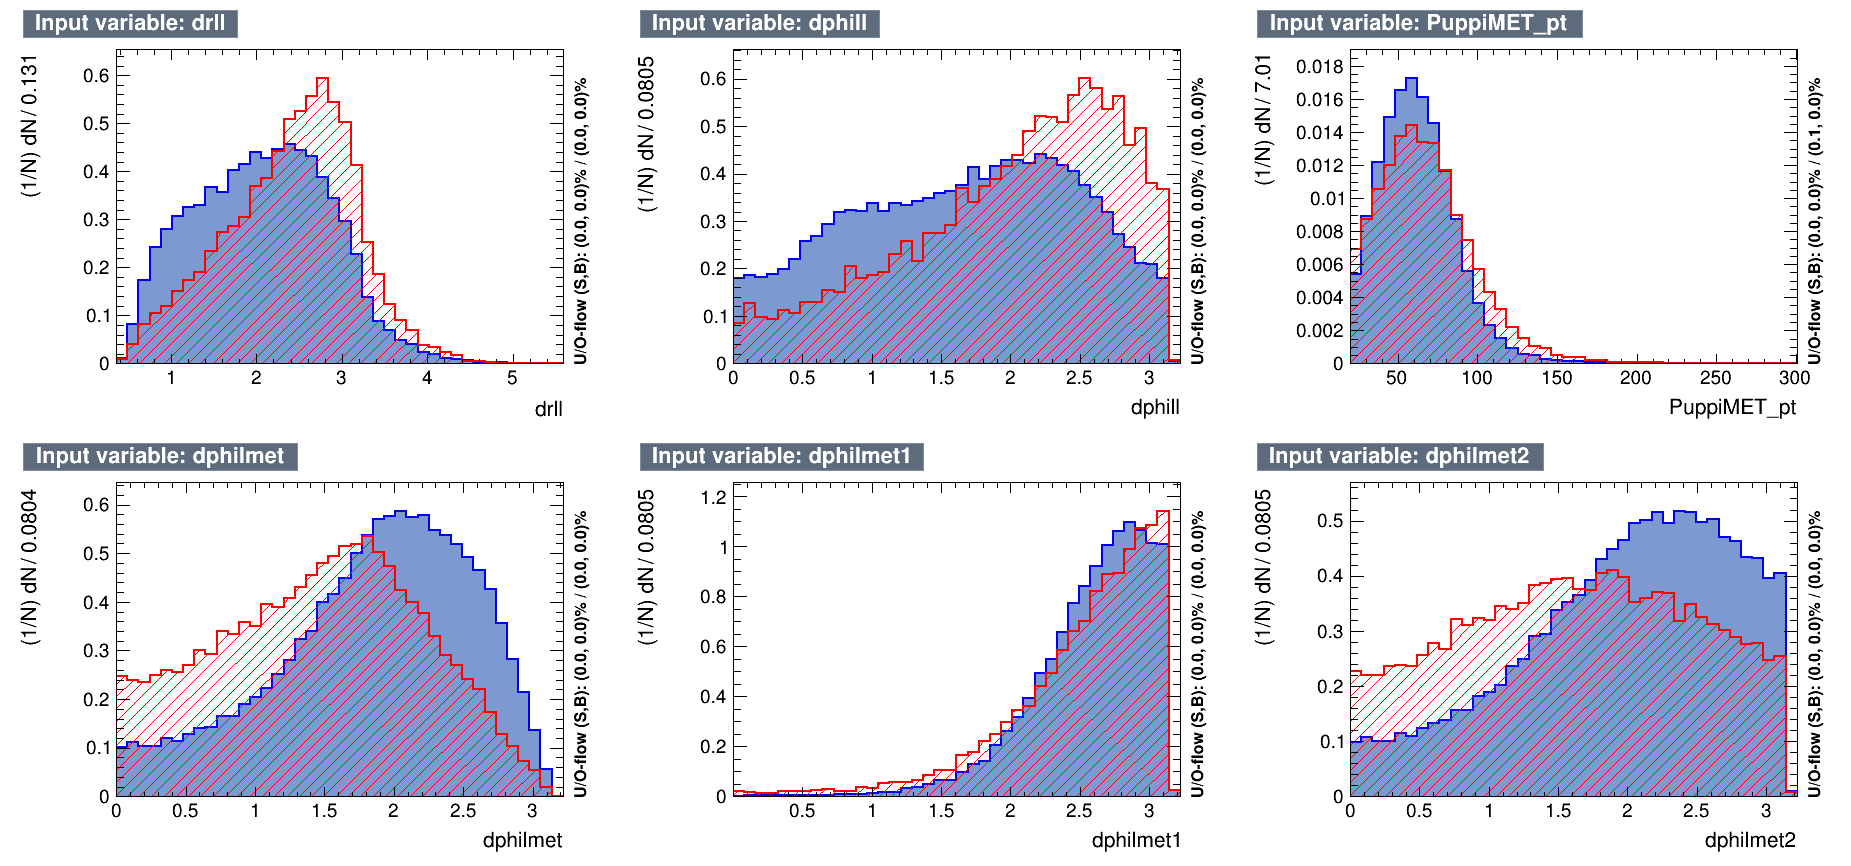 Input variable: drll
(1/N) dN / 0.131
0.6
0.5
0.4
0.3
0.2
0.1
0
1 2 3 4 5
drll
U/O-flow (S,B): (0.0, 0.0)% / (0.0, 0.0)%
Input variable: dphill
(1/N) dN / 0.0805
0.6
0.5
0.4
0.3
0.2
0.1
0
0 0.5 1 1.5 2 2.5 3
dphill
U/O-flow (S,B): (0.0, 0.0)% / (0.0, 0.0)%
Input variable: PuppiMET_pt
(1/N) dN / 7.01
0.018
0.016
0.014
0.012
0.01
0.008
0.006
0.004
0.002
0
50 100 150 200 250 300
PuppiMET_pt
U/O-flow (S,B): (0.0, 0.0)% / (0.1, 0.0)%
Input variable: dphilmet
(1/N) dN / 0.0804
0.6
0.5
0.4
0.3
0.2
0.1
0
0 0.5 1 1.5 2 2.5 3
dphilmet
U/O-flow (S,B): (0.0, 0.0)% / (0.0, 0.0)%
Input variable: dphilmet1
(1/N) dN / 0.0805
1.2
1
0.8
0.6
0.4
0.2
0
0.5 1 1.5 2 2.5 3
dphilmet1
U/O-flow (S,B): (0.0, 0.0)% / (0.0, 0.0)%
Input variable: dphilmet2
(1/N) dN / 0.0805
0.5
0.4
0.3
0.2
0.1
0
0 0.5 1 1.5 2 2.5 3
dphilmet2
U/O-flow (S,B): (0.0, 0.0)% / (0.0, 0.0)%